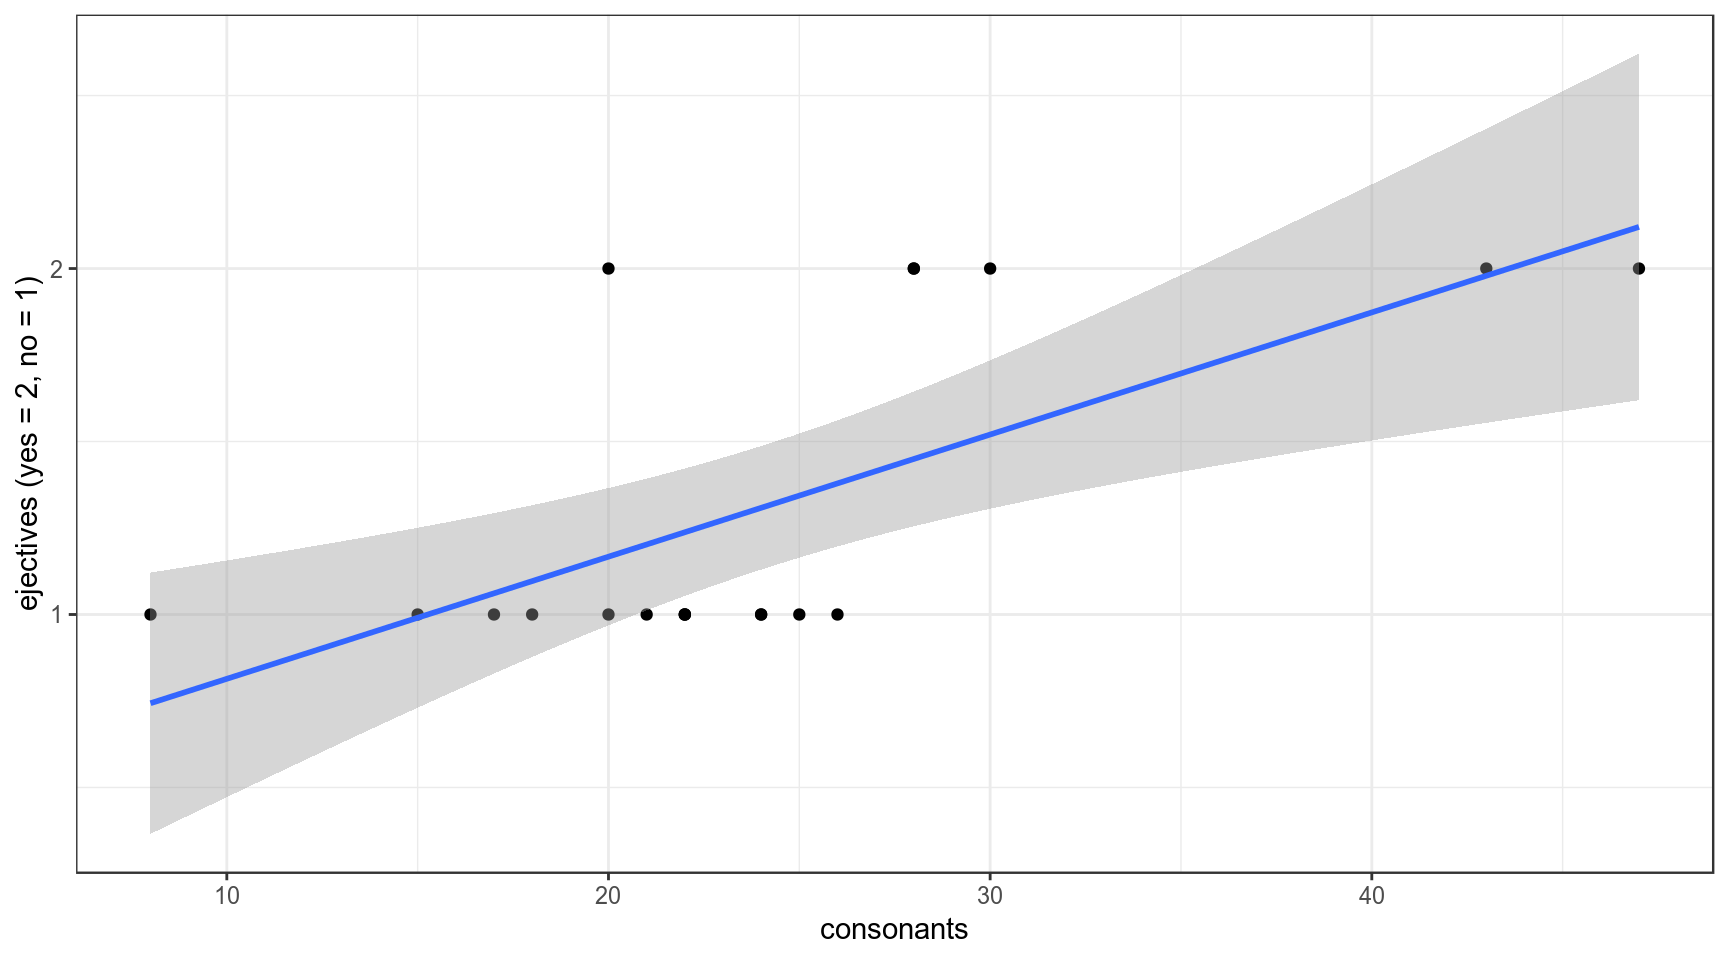 ejectives (yes = 2, no = 1)
2
1
10 20 30 40
consonants